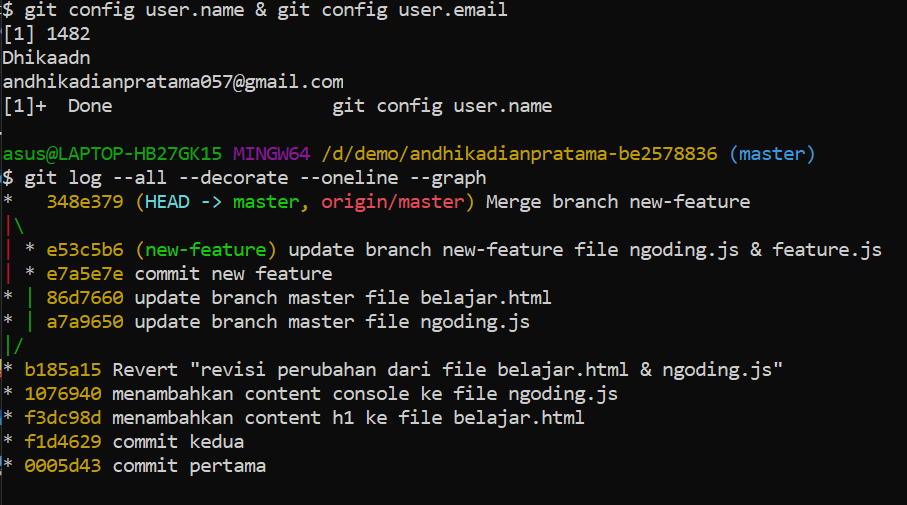 $ git config user.name & git config user.email
[1] 1482
Dhikaadn
andhikadianpratama057@gmail.com
[1]+  Done                    git config user.name
asus@LAPTOP-HB27GK15 MINGW64 /d/demo/andhikadianpratama-be2578836 (master)
$ git log --all --decorate --oneline --graph
*   348e379 (HEAD -> master, origin/master) Merge branch new-feature
|\
| * e53c5b6 (new-feature) update branch new-feature file ngoding.js & feature.js
| * e7a5e7e commit new feature
* | 86d7660 update branch master file belajar.html
* | a7a9650 update branch master file ngoding.js
|/
* b185a15 Revert "revisi perubahan dari file belajar.html & ngoding.js"
* 1076940 menambahkan content console ke file ngoding.js
* f3dc98d menambahkan content h1 ke file belajar.html
* f1d4629 commit kedua
* 0005d43 commit pertama